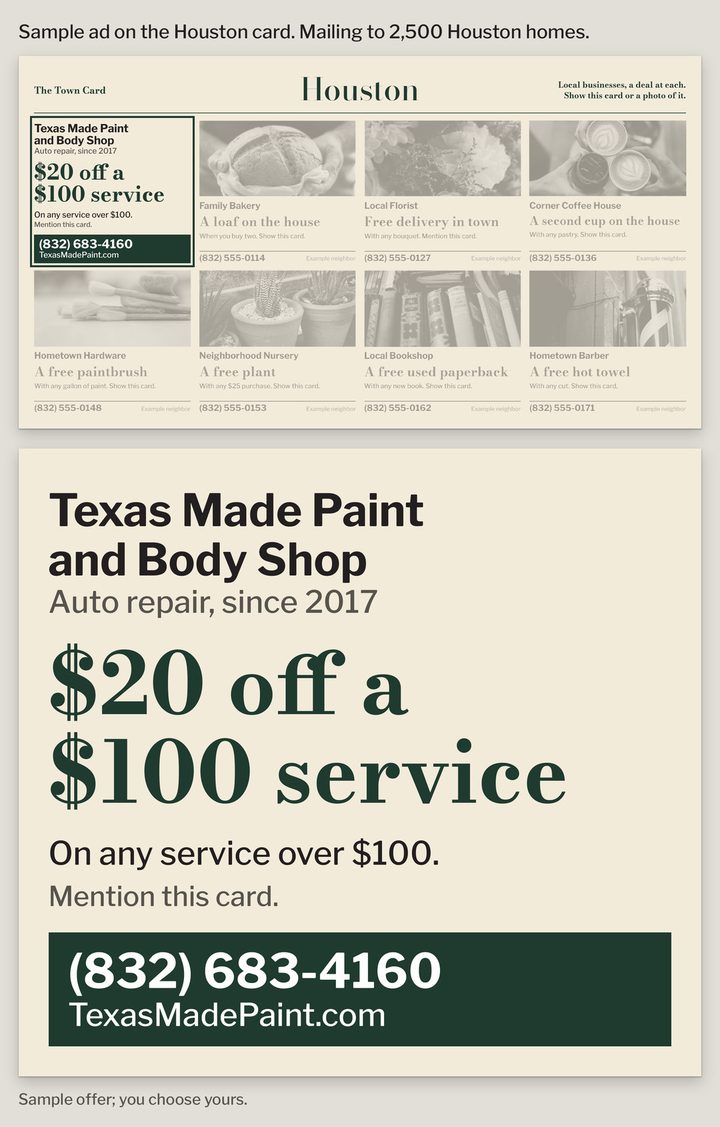 Sample ad on the Houston card. Mailing to 2,500 Houston homes.
The Town Card
Houston
Local businesses, a deal at each.
Show this card or a photo of it.
Texas Made Paint
and Body Shop
Auto repair, since 2017
$20 off a
$100 service
On any service over $100.
Mention this card.
(832) 683-4160
TexasMadePaint.com
Family Bakery
A loaf on the house
When you buy two. Show this card.
(832) 555-0114
Example neighbor
Local Florist
Free delivery in town
With any bouquet. Mention this card.
(832) 555-0127
Example neighbor
Corner Coffee House
A second cup on the house
With any pastry. Show this card.
(832) 555-0136
Example neighbor
Hometown Hardware
A free paintbrush
With any gallon of paint. Show this card.
(832) 555-0148
Example neighbor
Neighborhood Nursery
A free plant
With any $25 purchase. Show this card.
(832) 555-0153
Example neighbor
Local Bookshop
A free used paperback
With any new book. Show this card.
(832) 555-0162
Example neighbor
Hometown Barber
A free hot towel
With any cut. Show this card.
(832) 555-0171
Example neighbor
Texas Made Paint
and Body Shop
Auto repair, since 2017
$20 off a
$100 service
On any service over $100.
Mention this card.
(832) 683-4160
TexasMadePaint.com
Sample offer; you choose yours.